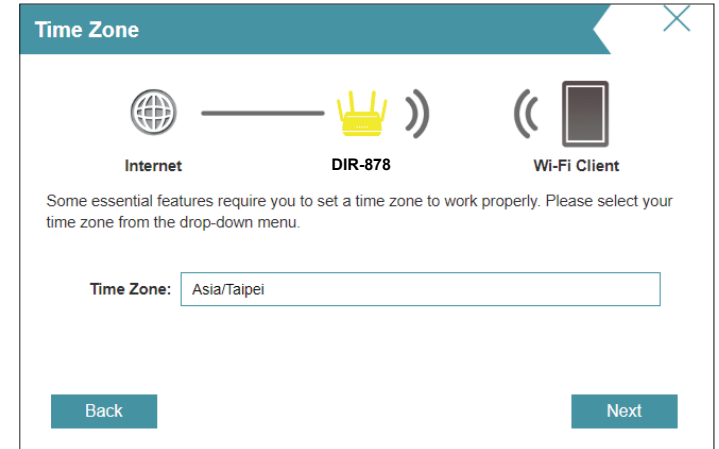 Time Zone
Internet
DIR-878
Wi-Fi Client
Some essential features require you to set a time zone to work properly. Please select your
time zone from the drop-down menu.
Time Zone: Asia/Taipei
Back
Next